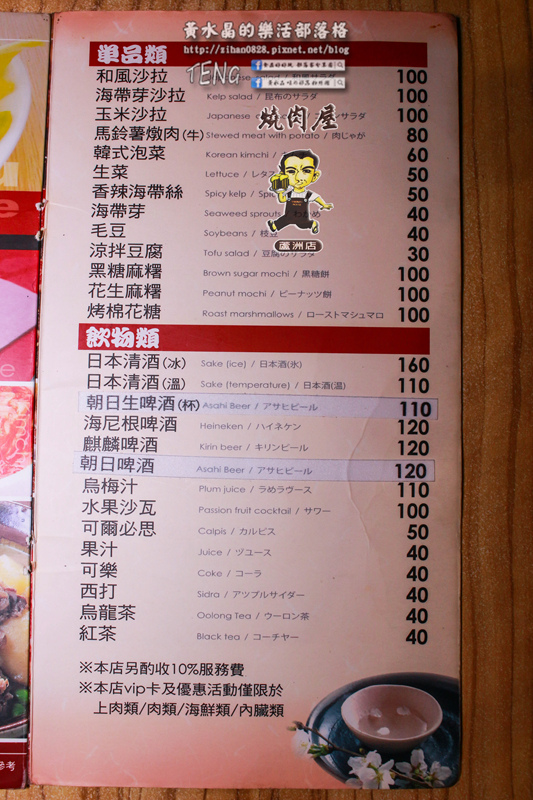 黃水晶的樂活部落格
http://zihan0828.pixnet.net/blog
TENG
燒肉屋
蘆洲店
単品類
和風沙拉 サラダ 100
海帶芽沙拉 Kelp salad / 昆布のサラダ 100
玉米沙拉 Japanese サラダ 100
馬鈴薯燉肉(牛) Stewed meat with potato / 肉じゃが 80
韓式泡菜 Korean kimchi / 60
生菜 Lettuce / レタス 50
香辣海帶絲 Spicy kelp / 50
海帶芽 Seaweed sprouts わかめ 40
毛豆 Soybeans / 枝豆 40
涼拌豆腐 Tofu salad / 豆腐のサラダ 30
黑糖麻糬 Brown sugar mochi / 黒糖餅 100
花生麻糬 Peanut mochi / ピーナッツ餅 100
烤棉花糖 Roast marshmallows / ローストマシュマロ 100
飲物類
日本清酒(冰) Sake (ice) / 日本酒(氷) 160
日本清酒(溫) Sake (temperature) / 日本酒(温) 110
朝日生啤酒(杯) Asahi Beer / アサヒビール 110
海尼根啤酒 Heineken / ハイネケン 120
麒麟啤酒 Kirin beer / キリンビール 120
朝日啤酒 Asahi Beer / アサヒビール 120
烏梅汁 Plum juice / うめラヴース 110
水果沙瓦 Passion fruit cocktail / サワー 100
可爾必思 Calpis / カルピス 50
果汁 Juice / ヅユース 40
可樂 Coke / コーラ 40
西打 Sidra / アツプルサイダー 40
烏龍茶 Oolong Tea / ウーロン茶 40
紅茶 Black tea / コーチヤー 40
※本店另酌收10%服務費
※本店vip卡及優惠活動僅限於
上肉類/肉類/海鮮類/內臟類
參考